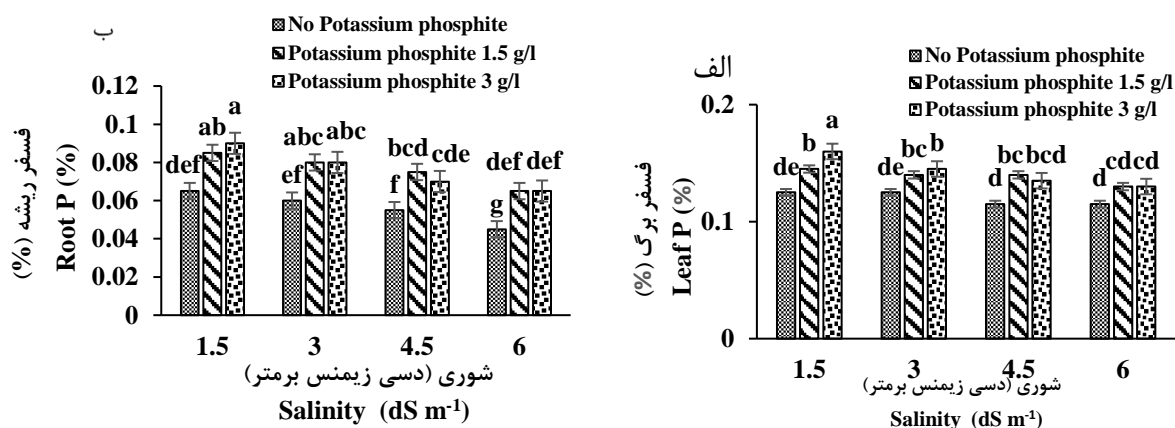 ب
No Potassium phosphite
Potassium phosphite 1.5 g/l
Potassium phosphite 3 g/l
فسفر ریشه (%)
Root P (%)
0.12
0.1
0.08
0.06
0.04
0.02
0
def ab a
ef abc abc
f bcd cde
g def def
1.5 3 4.5 6
شوری (دسی زیمنس برمتر)
Salinity (dS m⁻¹)
الف
No Potassium phosphite
Potassium phosphite 1.5 g/l
Potassium phosphite 3 g/l
فسفر برگ (%)
Leaf P (%)
0.2
0.1
0
de b a
de bc b
d bc bcd
d cd cd
1.5 3 4.5 6
شوری (دسی زیمنس برمتر)
Salinity (dS m⁻¹)